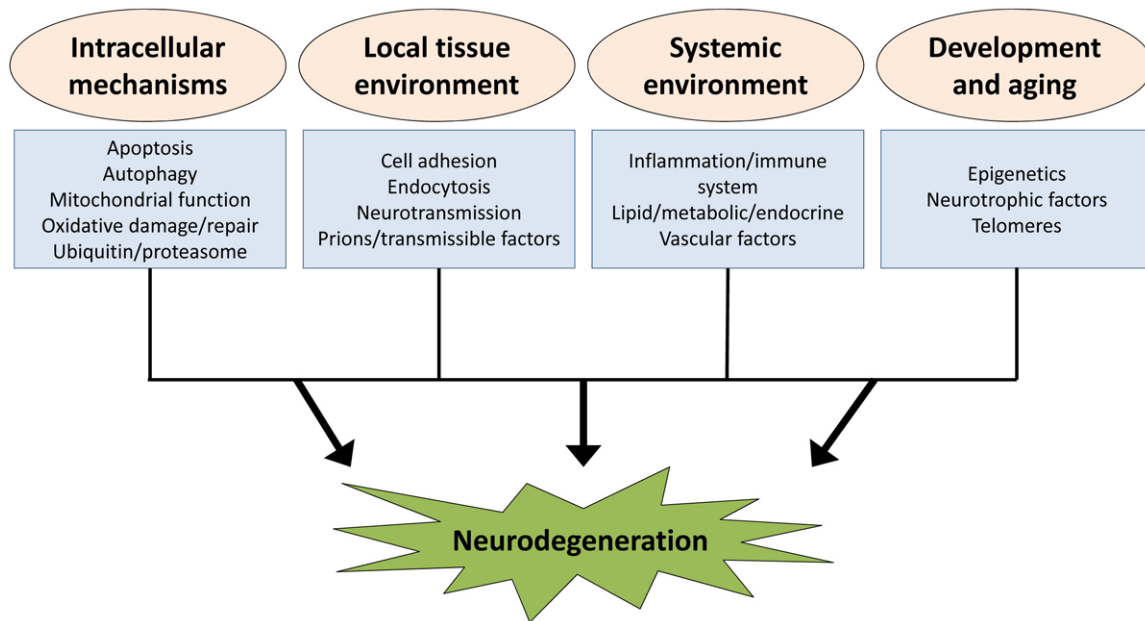 Intracellular
mechanisms
Apoptosis
Autophagy
Mitochondrial function
Oxidative damage/repair
Ubiquitin/proteasome
Local tissue
environment
Cell adhesion
Endocytosis
Neurotransmission
Prions/transmissible factors
Systemic
environment
Inflammation/immune
system
Lipid/metabolic/endocrine
Vascular factors
Development
and aging
Epigenetics
Neurotrophic factors
Telomeres
Neurodegeneration